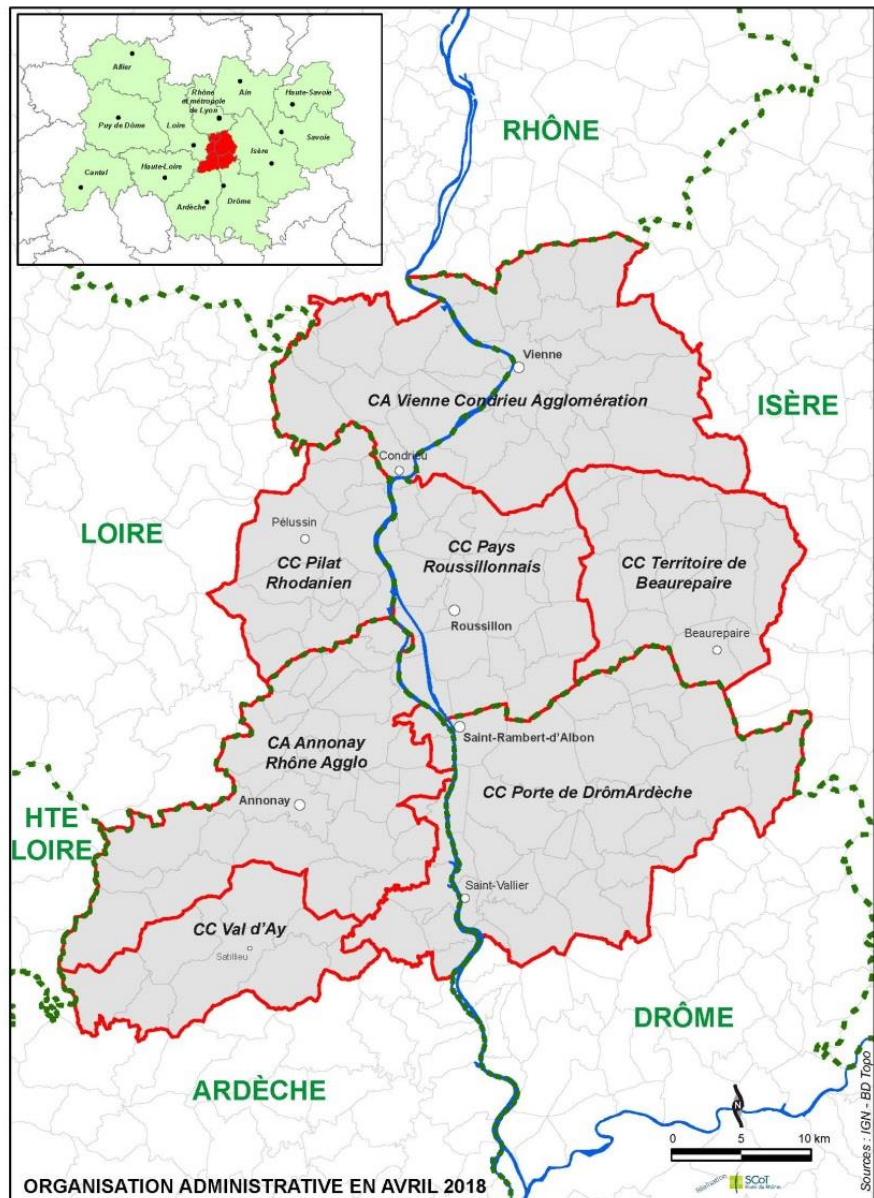 Allier
Rhône
et métropole
de Lyon
Ain
Haute-Savoie
Puy de Dôme
Loire
Savoie
Isère
Haute-Loire
Cantal
Ardèche
Drôme
RHÔNE
Vienne
CA Vienne Condrieu Agglomération
ISÈRE
Condrieu
LOIRE
Pélussin
CC Pilat
Rhodanien
CC Pays
Roussillonnais
CC Territoire de
Beaurepaire
Roussillon
Beaurepaire
CA Annonay
Rhône Agglo
Saint-Rambert-d'Albon
CC Porte de DrômArdèche
Annonay
HTE
LOIRE
Saint-Vallier
CC Val d'Ay
Satillieu
DRÔME
ARDÈCHE
N
0 5 10 km
Sources : IGN - BD Topo
Réalisation
SCoT
Rives du Rhône
ORGANISATION ADMINISTRATIVE EN AVRIL 2018